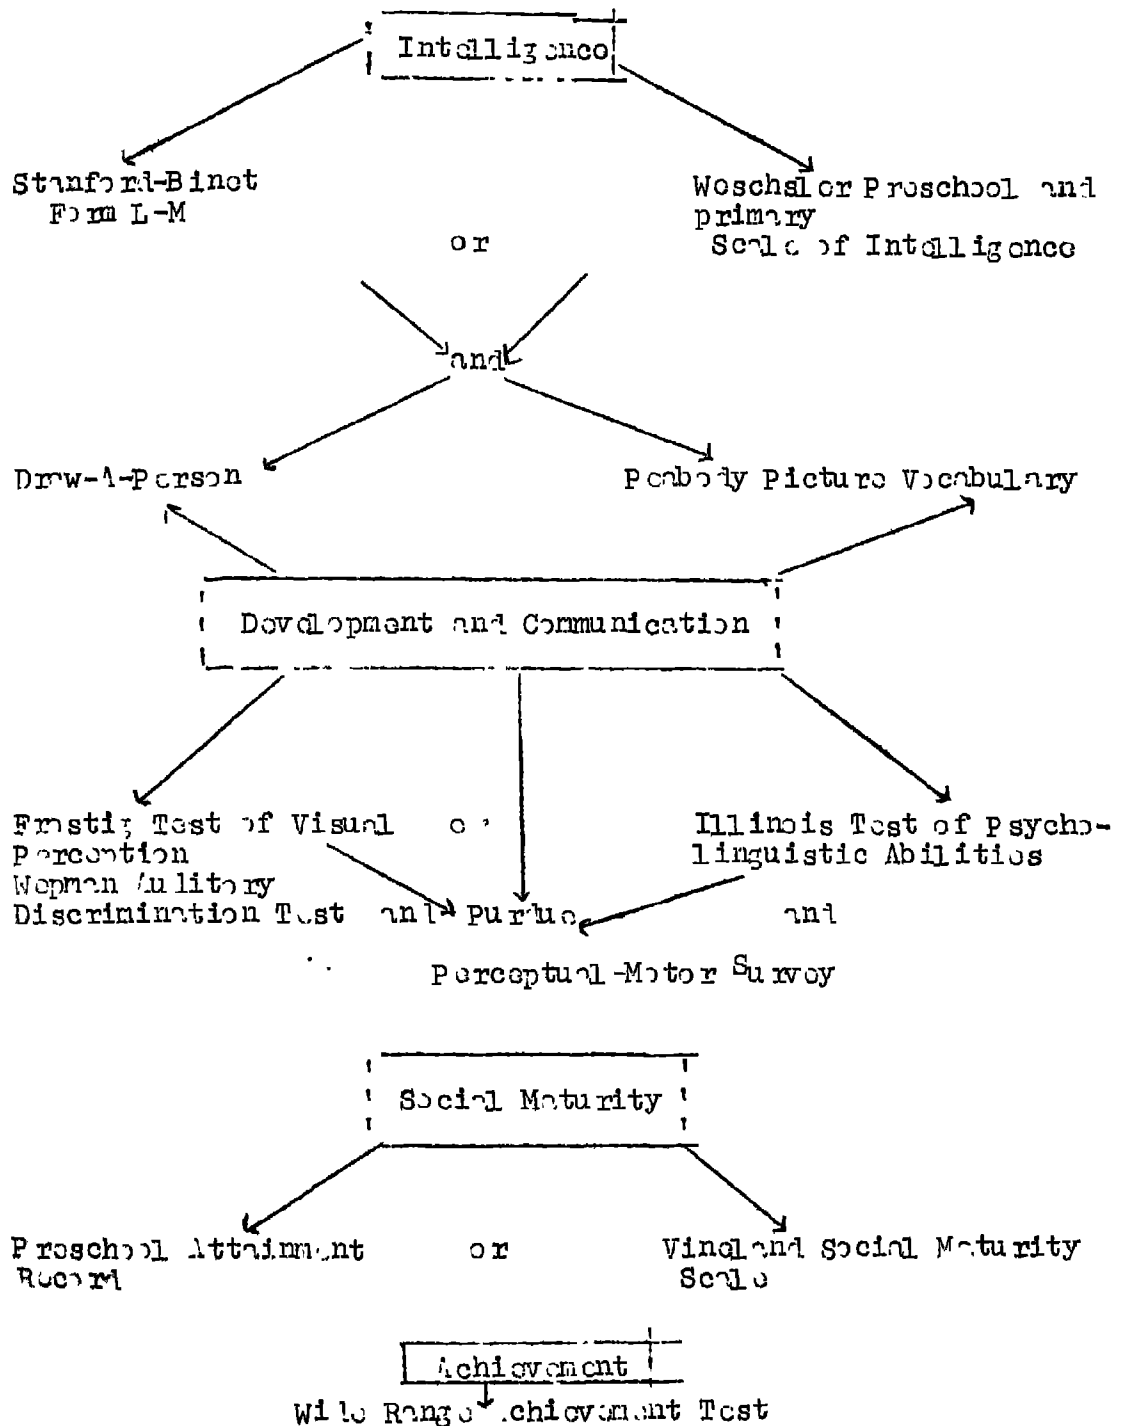 Intelligence
Stanford-Binet
Form L-M
Weschsler Preschool and
primary
Scale of Intelligence
or
and
Draw-A-Person
Peabody Picture Vocabulary
Development and Communication
Frostig Test of Visual or
Perception
Wepman Auditory
Discrimination Test and Purdue
Illinois Test of Psycho-
linguistic Abilities
and
Perceptual-Motor Survey
Social Maturity
Preschool Attainment
Record
or
Vineland Social Maturity
Scale
Achievement
Wide Range Achievement Test